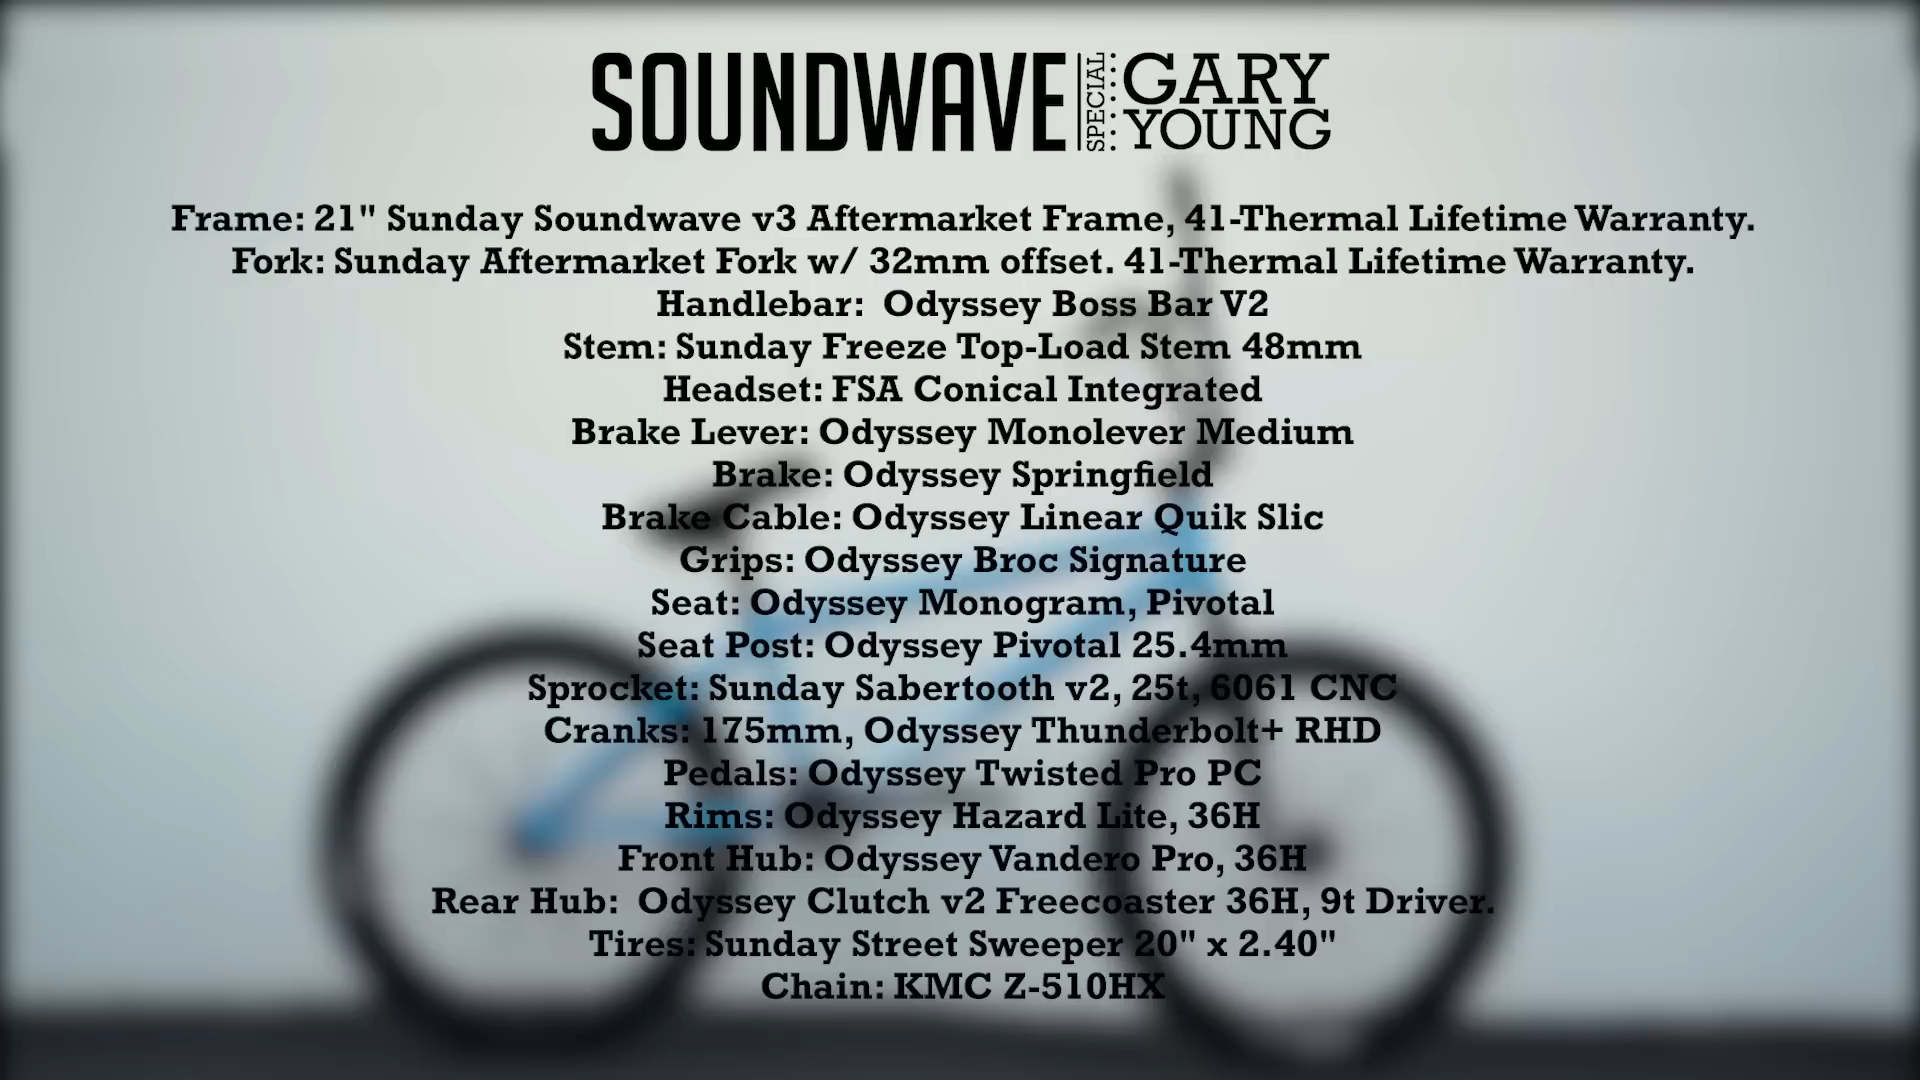 SOUNDWAVE SPECIAL GARY YOUNG
Frame: 21" Sunday Soundwave v3 Aftermarket Frame, 41-Thermal Lifetime Warranty.
Fork: Sunday Aftermarket Fork w/ 32mm offset. 41-Thermal Lifetime Warranty.
Handlebar:  Odyssey Boss Bar V2
Stem: Sunday Freeze Top-Load Stem 48mm
Headset: FSA Conical Integrated
Brake Lever: Odyssey Monolever Medium
Brake: Odyssey Springfield
Brake Cable: Odyssey Linear Quik Slic
Grips: Odyssey Broc Signature
Seat: Odyssey Monogram, Pivotal
Seat Post: Odyssey Pivotal 25.4mm
Sprocket: Sunday Sabertooth v2, 25t, 6061 CNC
Cranks: 175mm, Odyssey Thunderbolt+ RHD
Pedals: Odyssey Twisted Pro PC
Rims: Odyssey Hazard Lite, 36H
Front Hub: Odyssey Vandero Pro, 36H
Rear Hub:  Odyssey Clutch v2 Freecoaster 36H, 9t Driver.
Tires: Sunday Street Sweeper 20" x 2.40"
Chain: KMC Z-510HX